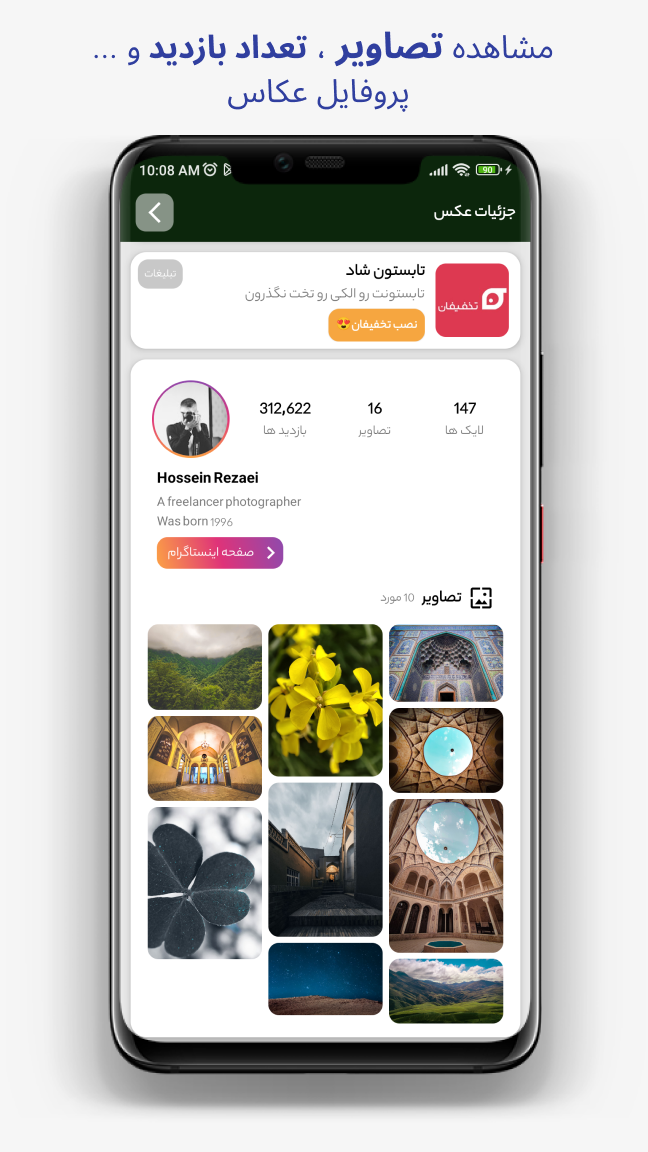 مشاهده تصاویر ، تعداد بازدید و ...
پروفایل عکاس
10:08 AM
90
جزئیات عکس
تبلیغات
تابستون شاد
تابستونت رو الکی رو تخت نگذرون
نصب تخفیفان😍
تخفیفان
312,622
16
147
بازدید ها
تصاویر
لایک ها
Hossein Rezaei
A freelancer photographer
Was born 1996
صفحه اینستاگرام
تصاویر 10 مورد